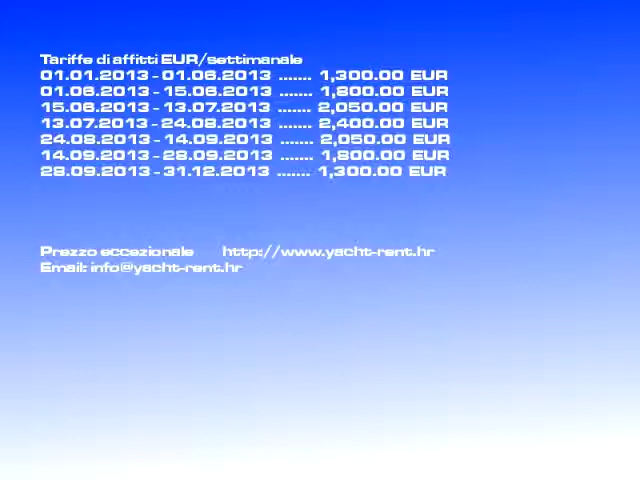 Tariffe di affitti EUR/settimanale
01.01.2013 - 01.06.2013 ....... 1,300.00 EUR
01.06.2013 - 15.06.2013 ....... 1,800.00 EUR
15.06.2013 - 13.07.2013 ....... 2,050.00 EUR
13.07.2013 - 24.08.2013 ....... 2,400.00 EUR
24.08.2013 - 14.09.2013 ....... 2,050.00 EUR
14.09.2013 - 28.09.2013 ....... 1,800.00 EUR
28.09.2013 - 31.12.2013 ....... 1,300.00 EUR
Prezzo eccezionale http://www.yacht-rent.hr
Email: info@yacht-rent.hr